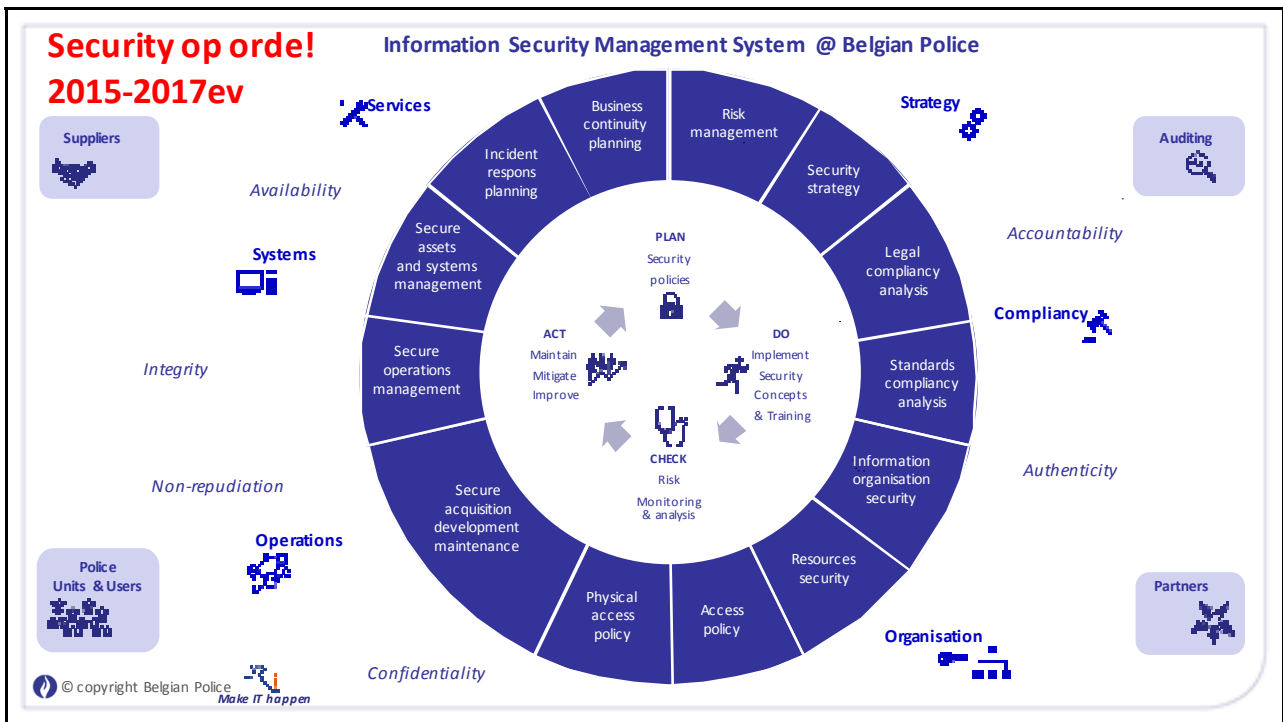 Security op orde!
2015-2017ev
Information Security Management System @ Belgian Police
Services
Strategy
Suppliers
Auditing
Availability
Accountability
Systems
Compliancy
Integrity
Authenticity
Non-repudiation
Operations
Police
Units & Users
Partners
Organisation
Confidentiality
Business
continuity
planning
Risk
management
Security
strategy
Legal
compliancy
analysis
Standards
compliancy
analysis
Information
organisation
security
Resources
security
Access
policy
Physical
access
policy
Secure
acquisition
development
maintenance
Secure
operations
management
Secure
assets
and systems
management
Incident
respons
planning
PLAN
Security
policies
DO
Implement
Security
Concepts
& Training
CHECK
Risk
Monitoring
& analysis
ACT
Maintain
Mitigate
Improve
© copyright Belgian Police
Make IT happen